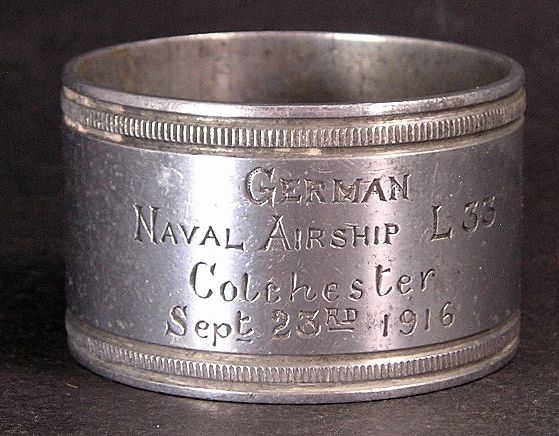 GERMAN
NAVAL AIRSHIP L 33
Colchester
Sept 23RD 1916